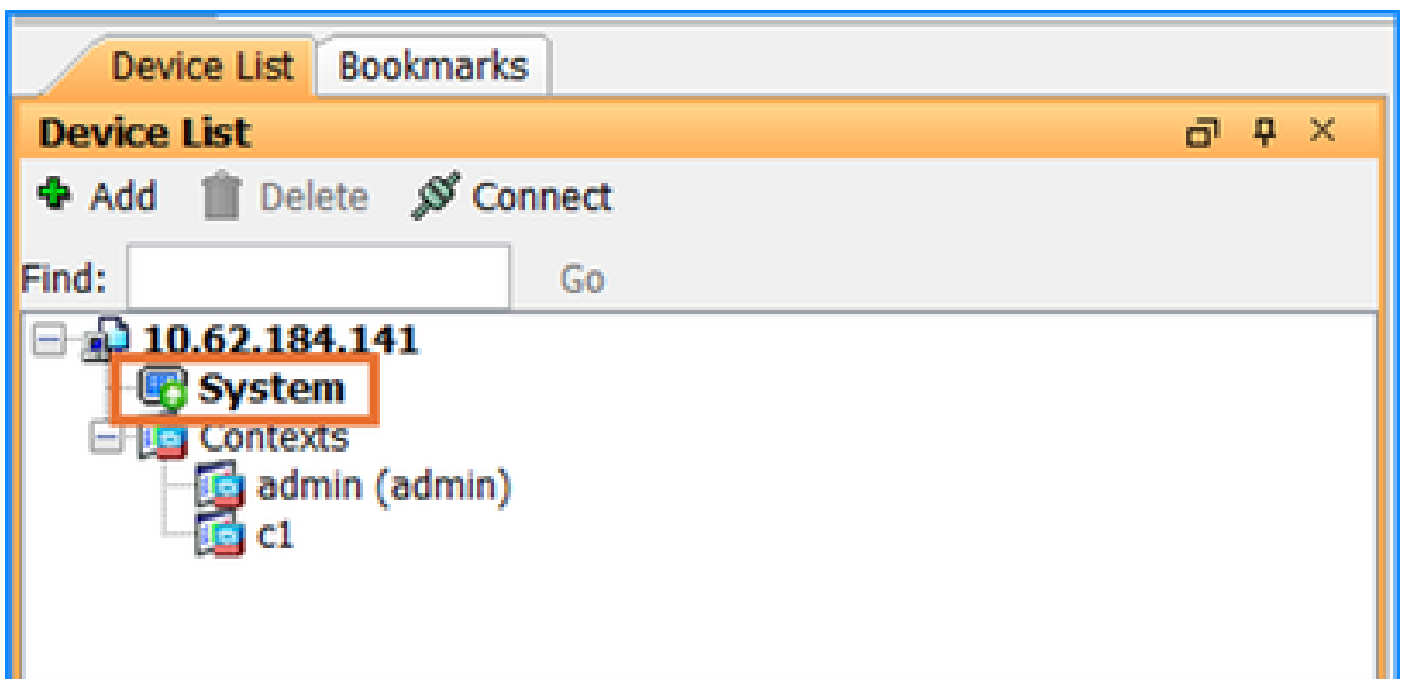 Device List Bookmarks
Device List
Add Delete Connect
Find: Go
10.62.184.141
System
Contexts
admin (admin)
c1